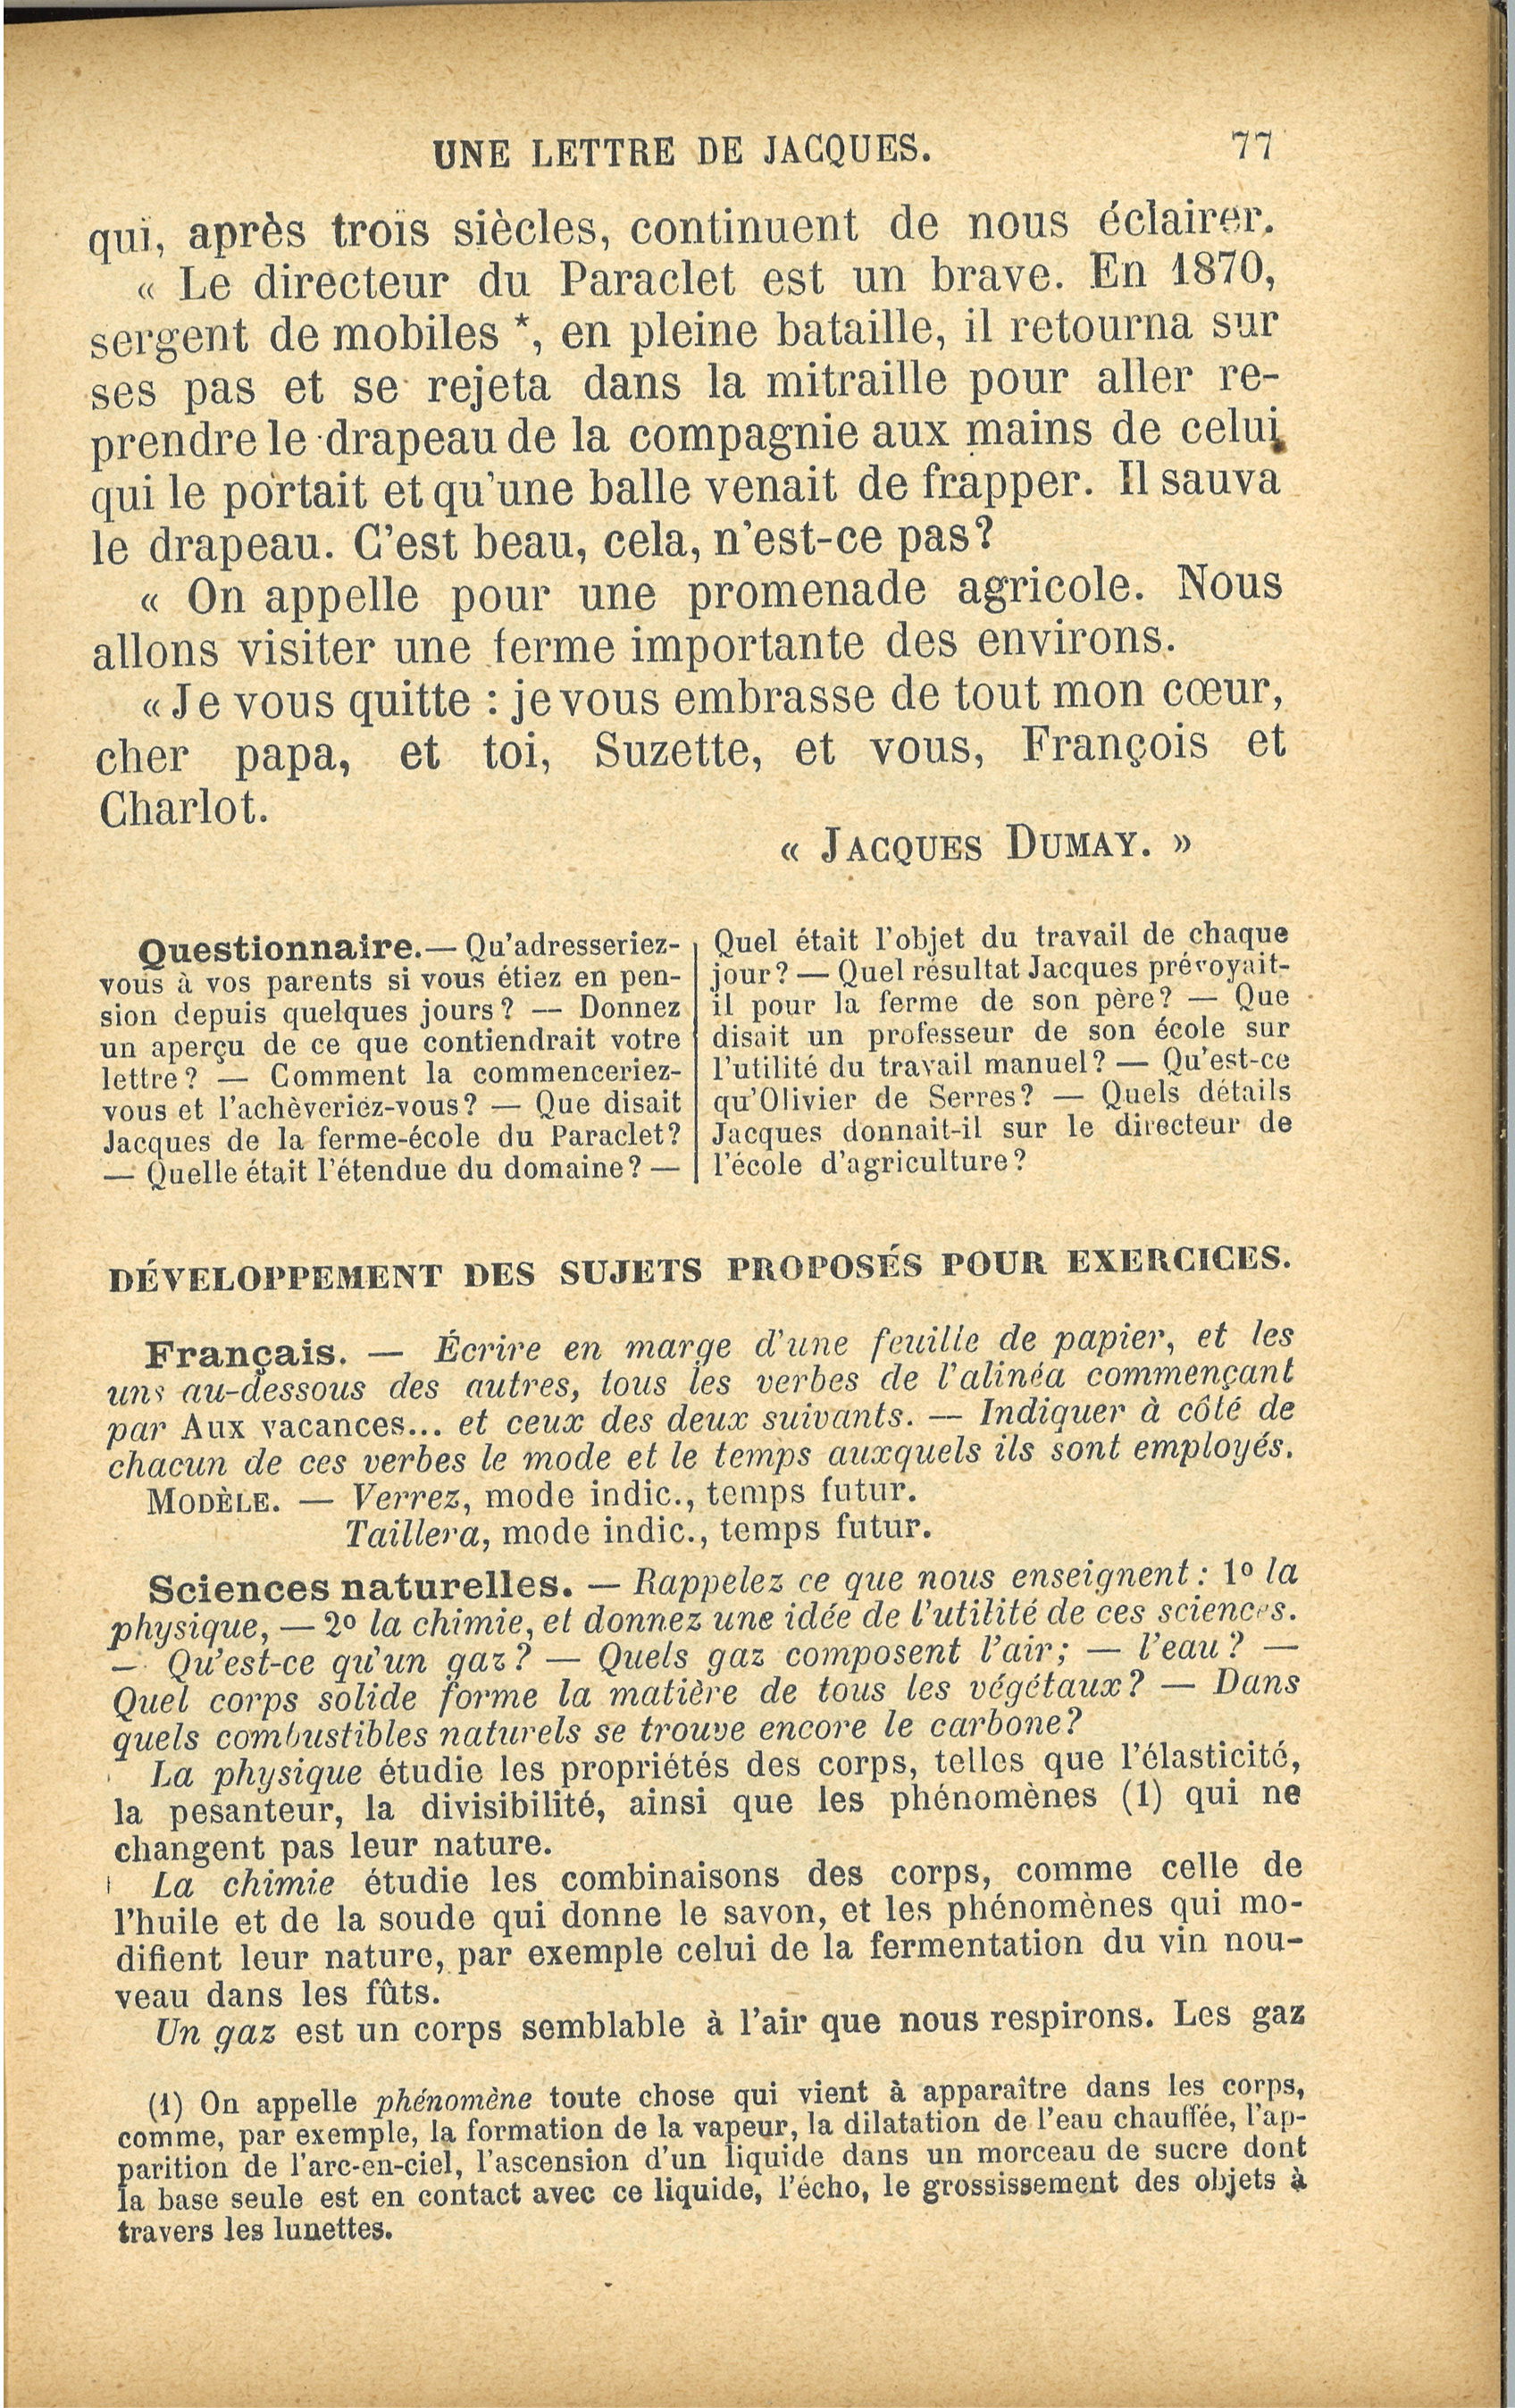 UNE LETTRE DE JACQUES. 77
qui, après trois siècles, continuent de nous éclairer.
« Le directeur du Paraclet est un brave. En 1870,
sergent de mobiles *, en pleine bataille, il retourna sur
ses pas et se rejeta dans la mitraille pour aller re-
prendre le drapeau de la compagnie aux mains de celui
qui le portait et qu'une balle venait de frapper. Il sauva
le drapeau. C'est beau, cela, n'est-ce pas?
« On appelle pour une promenade agricole. Nous
allons visiter une ferme importante des environs.
« Je vous quitte : je vous embrasse de tout mon cœur,
cher papa, et toi, Suzette, et vous, François et
Charlot.
« JACQUES DUMAY. »
Questionnaire. — Qu'adresseriez-
vous à vos parents si vous étiez en pen-
sion depuis quelques jours? — Donnez
un aperçu de ce que contiendrait votre
lettre? — Comment la commenceriez-
vous et l'achèveriez-vous? — Que disait
Jacques de la ferme-école du Paraclet?
— Quelle était l'étendue du domaine? —
Quel était l'objet du travail de chaque
jour? — Quel résultat Jacques prévoyait-
il pour la ferme de son père? — Que
disait un professeur de son école sur
l'utilité du travail manuel? — Qu'est-ce
qu'Olivier de Serres? — Quels détails
Jacques donnait-il sur le directeur de
l'école d'agriculture?
DÉVELOPPEMENT DES SUJETS PROPOSÉS POUR EXERCICES.
Français. — Écrire en marge d'une feuille de papier, et les
uns au-dessous des autres, tous les verbes de l'alinéa commençant
par Aux vacances... et ceux des deux suivants. — Indiquer à côté de
chacun de ces verbes le mode et le temps auxquels ils sont employés.
MODÈLE. — Verrez, mode indic., temps futur.
Taillera, mode indic., temps futur.
Sciences naturelles. — Rappelez ce que nous enseignent : 1º la
physique, — 2º la chimie, et donnez une idée de l'utilité de ces sciences.
— Qu'est-ce qu'un gaz? — Quels gaz composent l'air; — l'eau? —
Quel corps solide forme la matière de tous les végétaux? — Dans
quels combustibles naturels se trouve encore le carbone?
La physique étudie les propriétés des corps, telles que l'élasticité,
la pesanteur, la divisibilité, ainsi que les phénomènes (1) qui ne
changent pas leur nature.
La chimie étudie les combinaisons des corps, comme celle de
l'huile et de la soude qui donne le savon, et les phénomènes qui mo-
difient leur nature, par exemple celui de la fermentation du vin nou-
veau dans les fûts.
Un gaz est un corps semblable à l'air que nous respirons. Les gaz
(1) On appelle phénomène toute chose qui vient à apparaître dans les corps,
comme, par exemple, la formation de la vapeur, la dilatation de l'eau chauffée, l'ap-
parition de l'arc-en-ciel, l'ascension d'un liquide dans un morceau de sucre dont
la base seule est en contact avec ce liquide, l'écho, le grossissement des objets à
travers les lunettes.